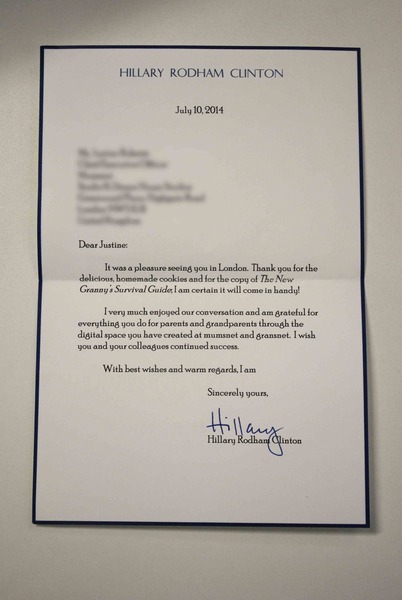 HILLARY RODHAM CLINTON
July 10, 2014
Dear Justine:
It was a pleasure seeing you in London. Thank you for the
delicious, homemade cookies and for the copy of The New
Granny's Survival Guide; I am certain it will come in handy!
I very much enjoyed our conversation and am grateful for
everything you do for parents and grandparents through the
digital space you have created at mumsnet and gransnet. I wish
you and your colleagues continued success.
With best wishes and warm regards, I am
Sincerely yours,
Hillary
Hillary Rodham Clinton